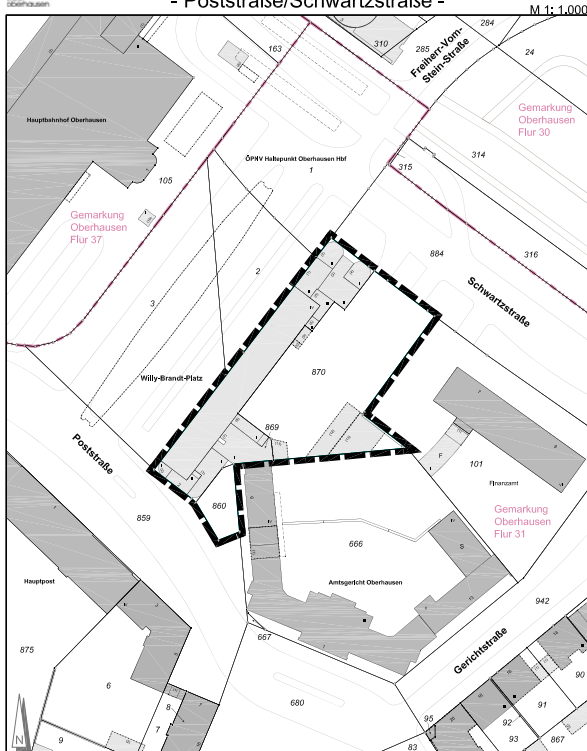 oberhausen
- Poststraße/Schwartzstraße -
M 1: 1.000
284
163
310
285
Freiherr-Vom-
Stein-Straße
24
Hauptbahnhof Oberhausen
Gemarkung
Oberhausen
Flur 30
ÖPNV Haltepunkt Oberhausen Hbf
1
314
105
315
Gemarkung
Oberhausen
Flur 37
884
316
2
3
Schwartzstraße
870
Willy-Brandt-Platz
869
Poststraße
F
101
Finanzamt
860
859
Gemarkung
Oberhausen
Flur 31
666
S
Hauptpost
Amtsgericht Oberhausen
942
667
Gerichtstraße
875
6
680
90
8
91
95
92
7
9
93
867
83
N